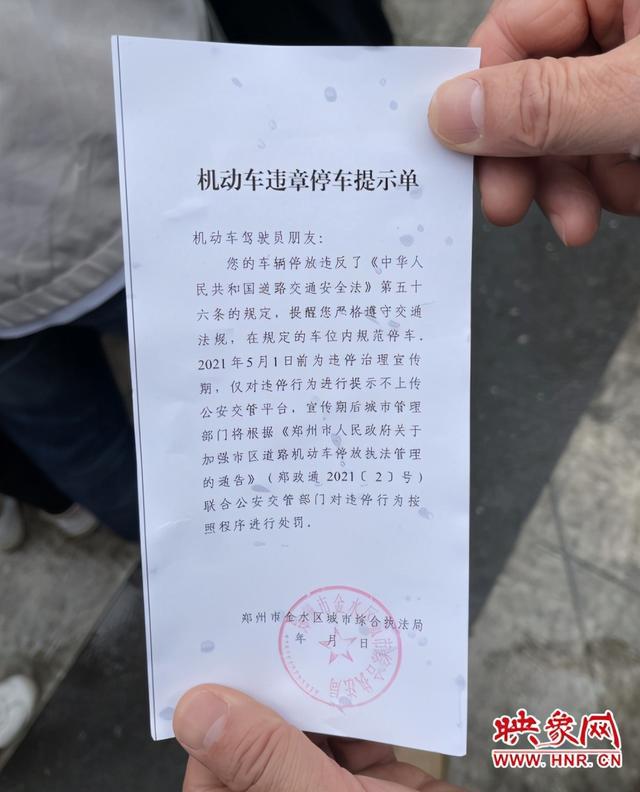 机动车违章停车提示单
机动车驾驶员朋友：
您的车辆停放违反了《中华人
民共和国道路交通安全法》第五十
六条的规定，提醒您严格遵守交通
法规，在规定的车位内规范停车。
2021年5月1日前为违停治理宣传
期，仅对违停行为进行提示不上传
公安交管平台，宣传期后城市管理
部门将根据《郑州市人民政府关于
加强市区道路机动车停放执法管理
的通告》（郑政通2021〔2〕号）
联合公安交管部门对违停行为按
照程序进行处罚。
郑州市金水区城市综合执法局
年 月 日
映象网
WWW.HNR.CN